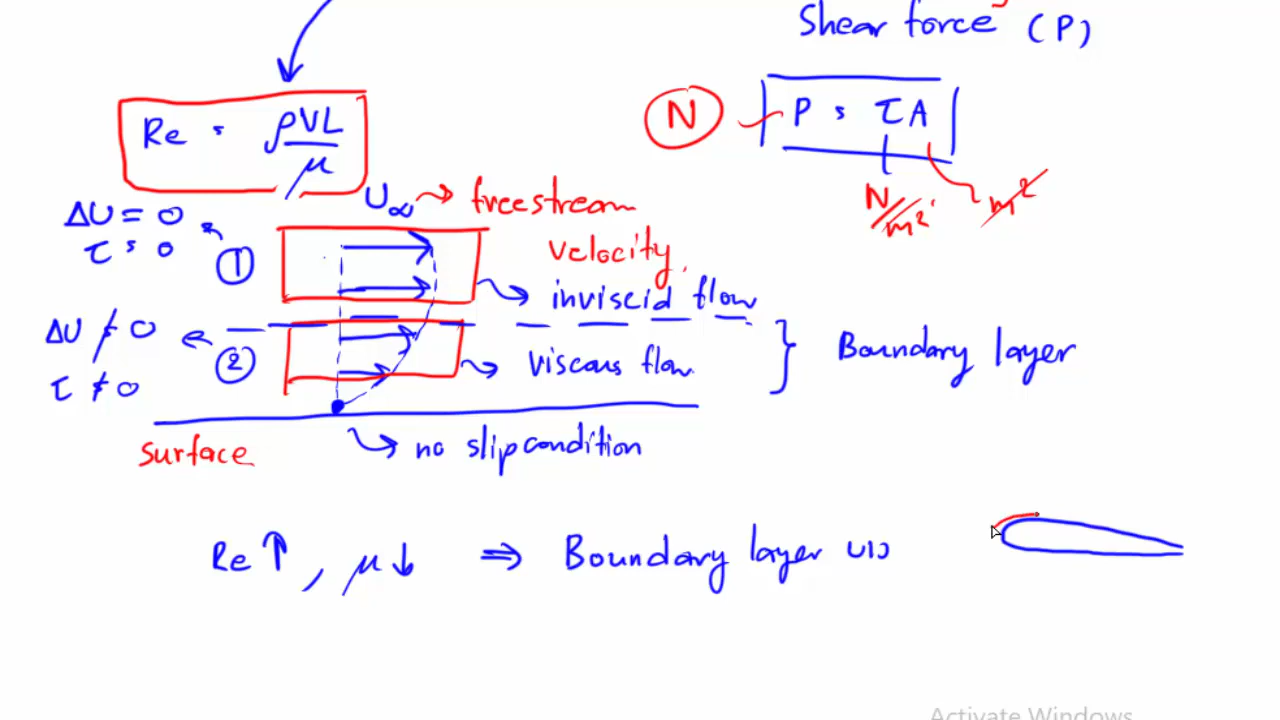 Shear force (P)
Re = ρVL/μ
N
P = τA
N/m²
m²
U∞ → freestream
velocity
ΔU = 0
τ = 0
①
inviscid flow
ΔU ≠ 0
τ ≠ 0
②
viscous flow
} Boundary layer
surface
no slip condition
Re ↑, μ ↓ ⇒ Boundary layer
Activate Windows